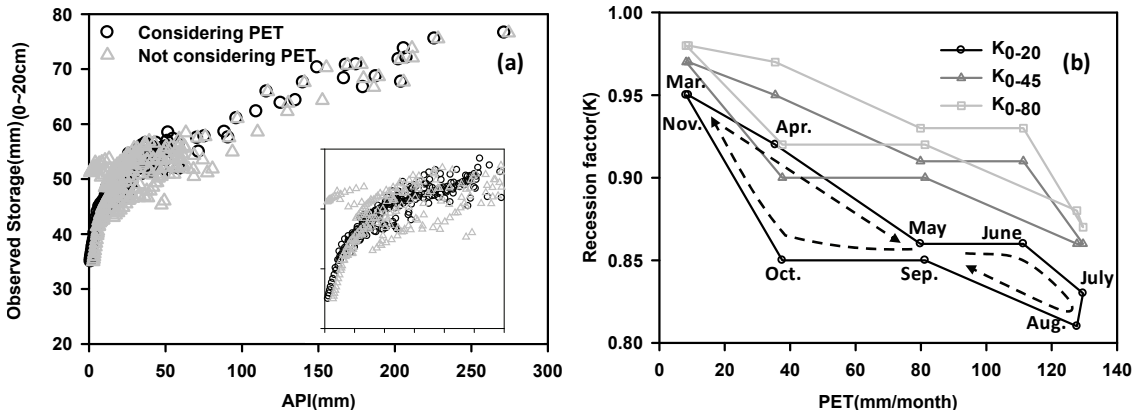 80
70
60
50
40
30
20
0
50
100
150
200
250
300
Observed Storage(mm)(0~20cm)
API(mm)
Considering PET
Not considering PET
(a)
1.00
0.95
0.90
0.85
0.80
0
20
40
60
80
100
120
140
Recession factor(K)
PET(mm/month)
K0-20
K0-45
K0-80
(b)
Mar.
Nov.
Apr.
May
June
July
Oct.
Sep.
Aug.